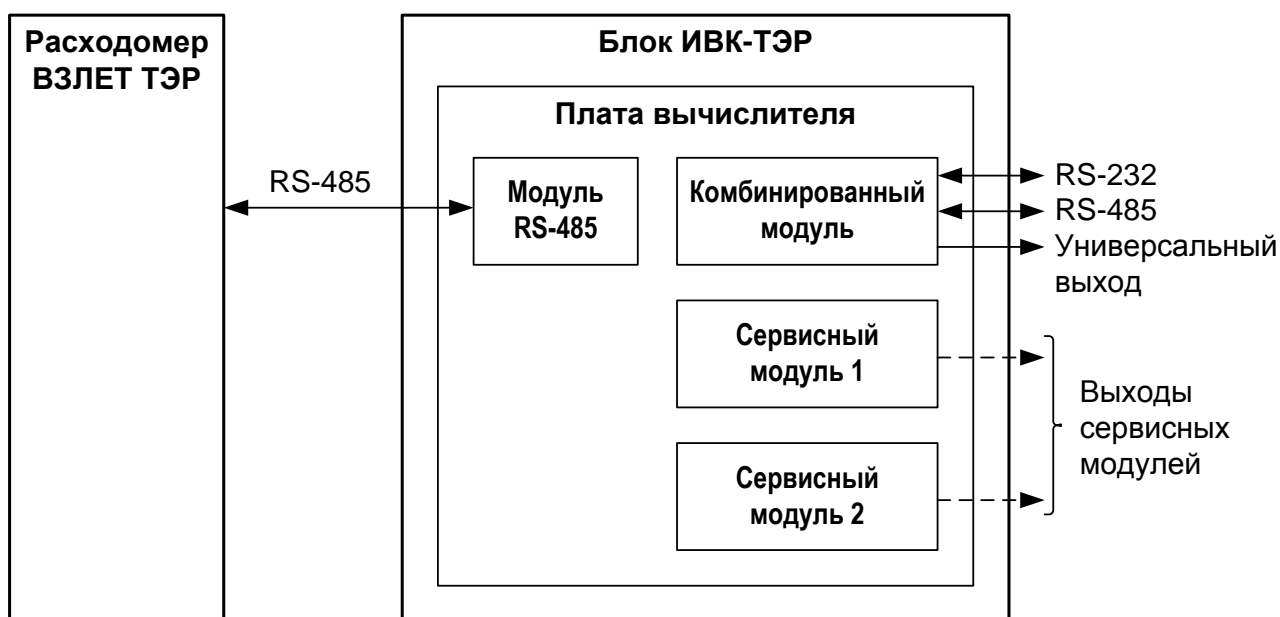 Расходомер
ВЗЛЕТ ТЭР
Блок ИВК-ТЭР
Плата вычислителя
RS-485
Модуль
RS-485
Комбинированный
модуль
RS-232
RS-485
Универсальный
выход
Сервисный
модуль 1
Выходы
сервисных
модулей
Сервисный
модуль 2